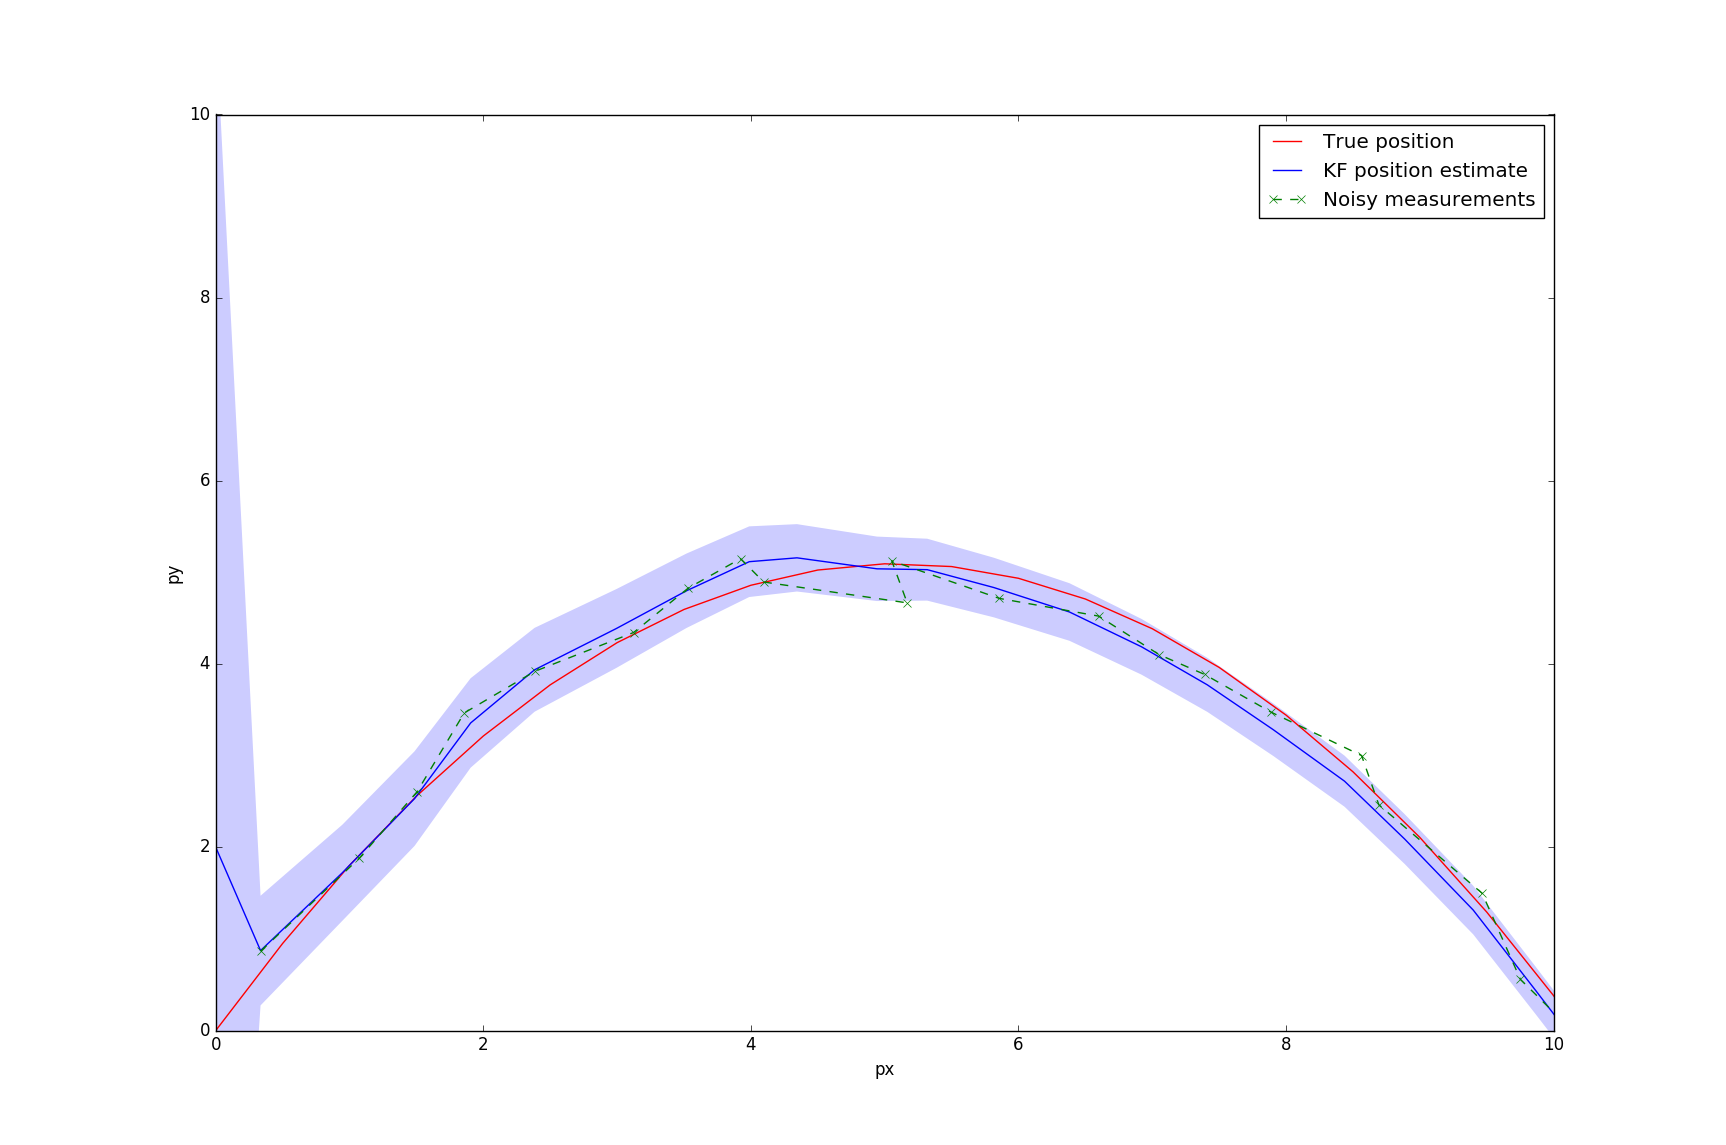 True position
KF position estimate
Noisy measurements
10
8
6
4
2
0
py
0 2 4 6 8 10
px